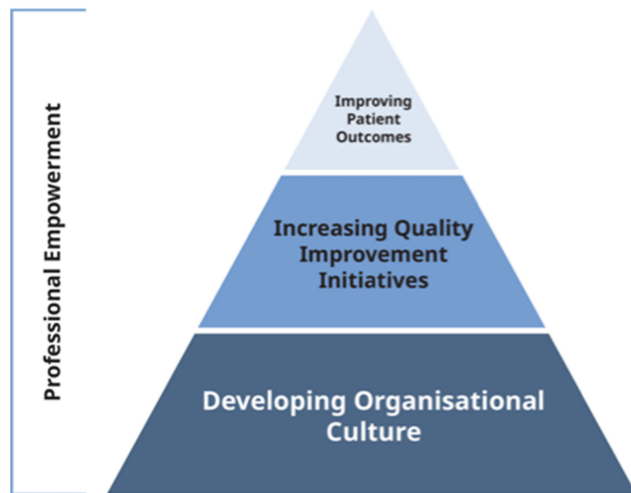 Professional Empowerment
Improving
Patient
Outcomes
Increasing Quality
Improvement
Initiatives
Developing Organisational
Culture